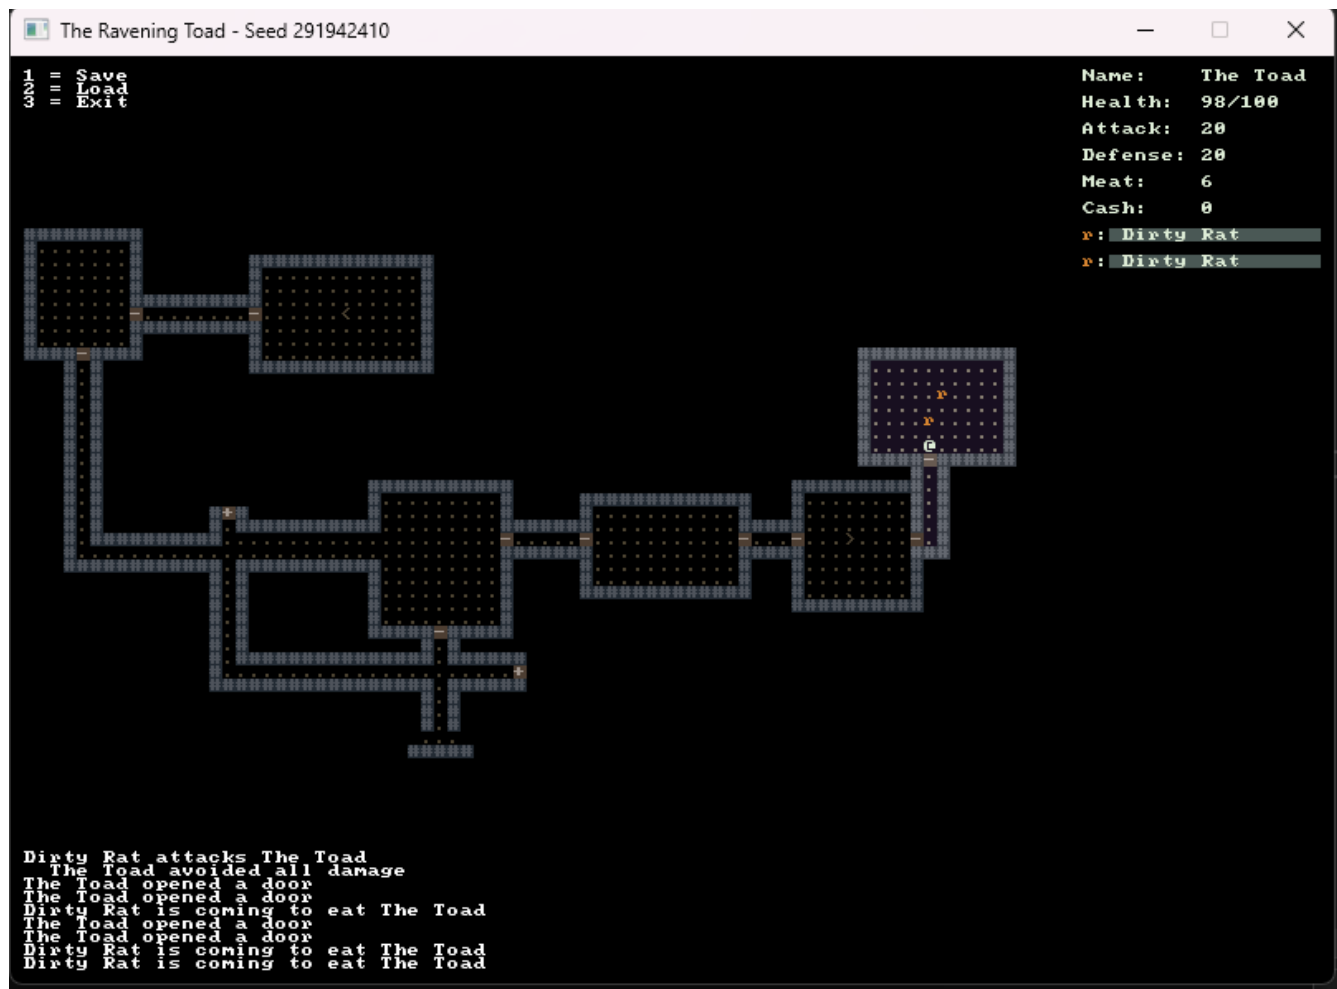 The Ravening Toad - Seed 291942410
1 = Save
2 = Load
3 = Exit
Name: The Toad
Health: 98/100
Attack: 20
Defense: 20
Meat: 6
Cash: 0
r: Dirty Rat
r: Dirty Rat
<
r
r
@
+
>
+
Dirty Rat attacks The Toad
The Toad avoided all damage
The Toad opened a door
The Toad opened a door
Dirty Rat is coming to eat The Toad
The Toad opened a door
The Toad opened a door
Dirty Rat is coming to eat The Toad
Dirty Rat is coming to eat The Toad